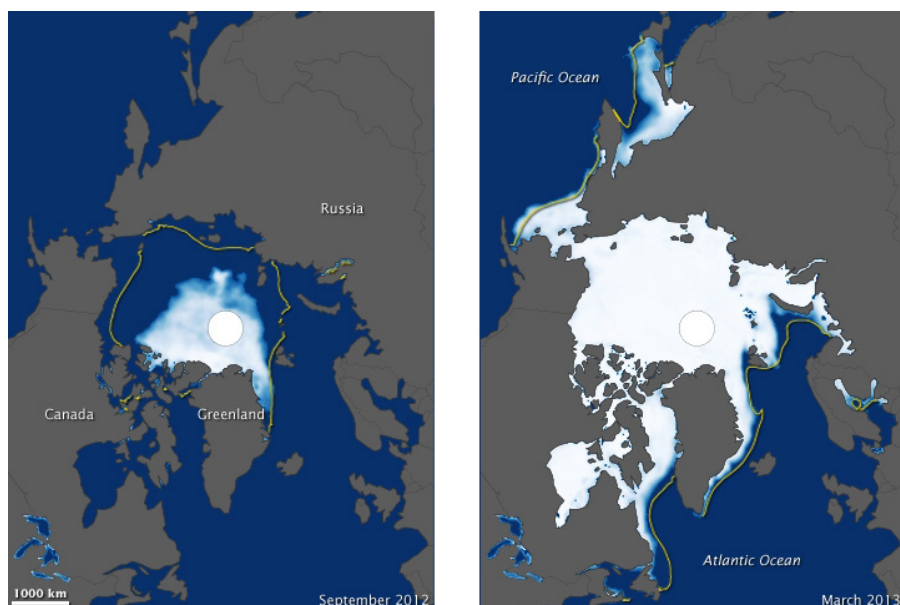 Russia
Canada
Greenland
1000 km
September 2012
Pacific Ocean
Atlantic Ocean
March 2013